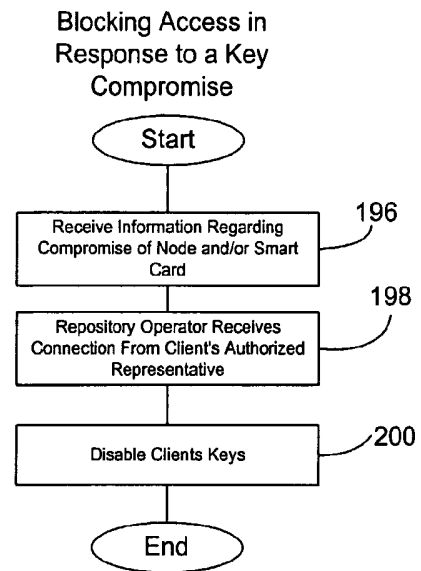 Blocking Access in
Response to a Key
Compromise
Start
Receive Information Regarding
Compromise of Node and/or Smart
Card
196
Repository Operator Receives
Connection From Client's Authorized
Representative
198
Disable Clients Keys
200
End